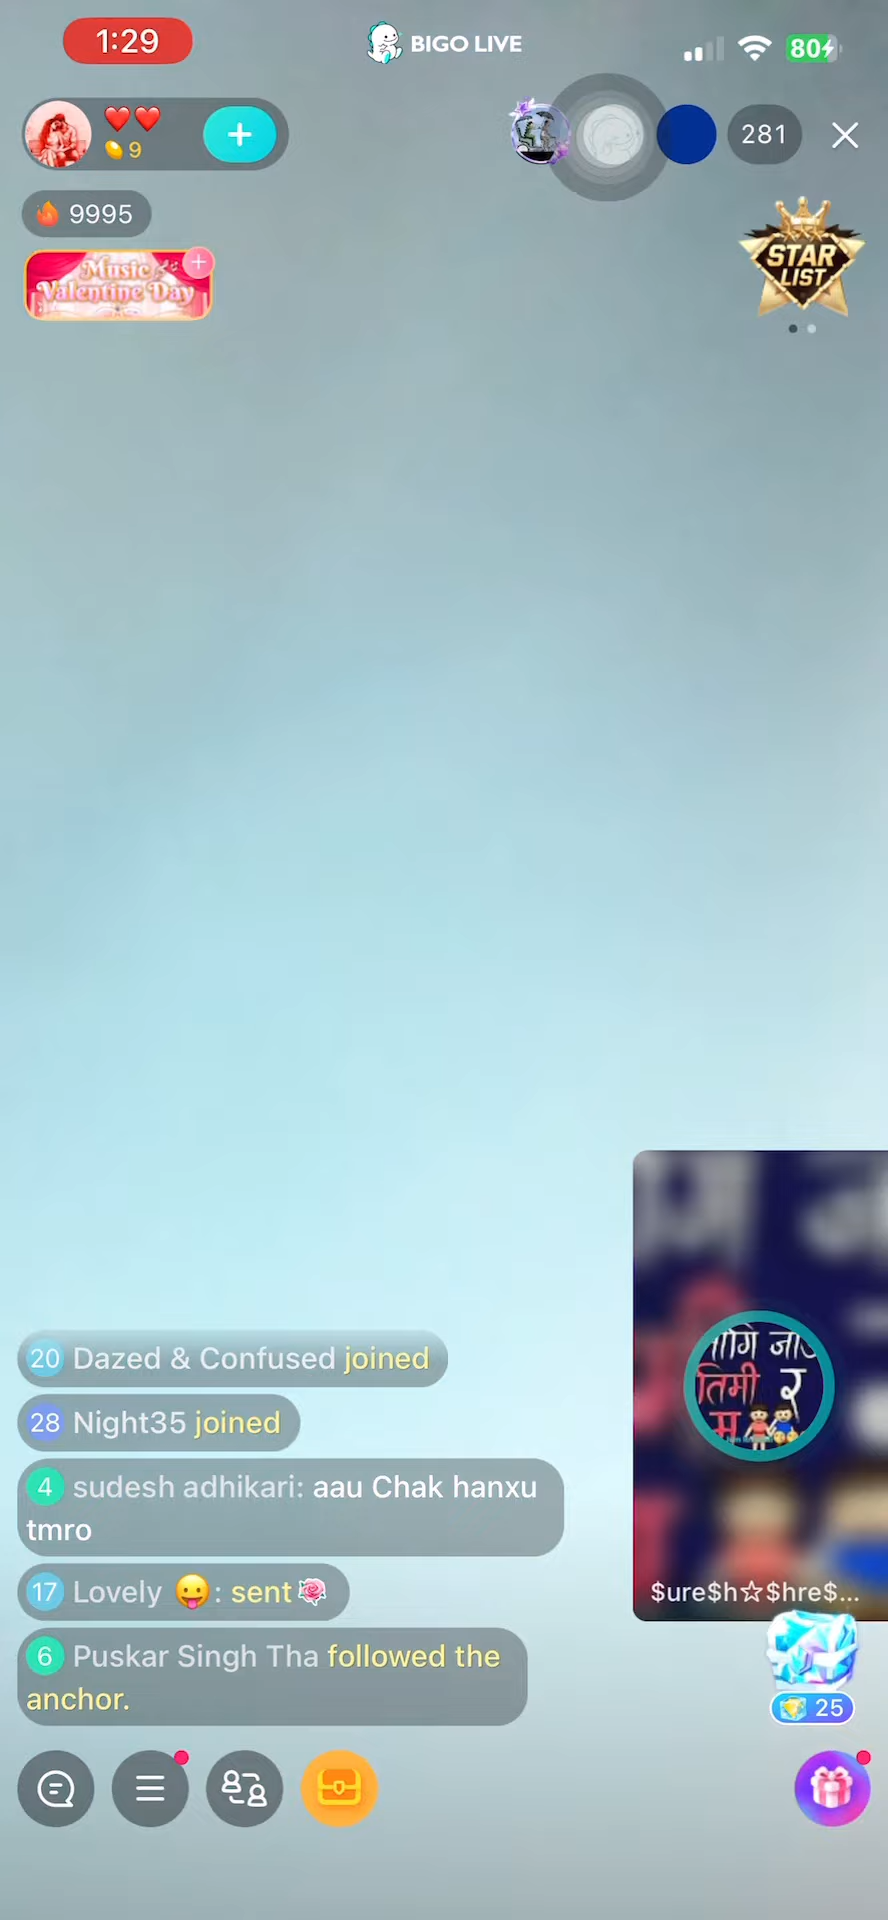 1:29
BIGO LIVE
80
❤️❤️
9
281
9995
Music
Valentine Day
STAR
LIST
20 Dazed & Confused joined
28 Night35 joined
4 sudesh adhikari: aau Chak hanxu
tmro
17 Lovely 😛: sent🌹
6 Puskar Singh Tha followed the
anchor.
तिमी र
म
$ure$h☆$hre$...
25